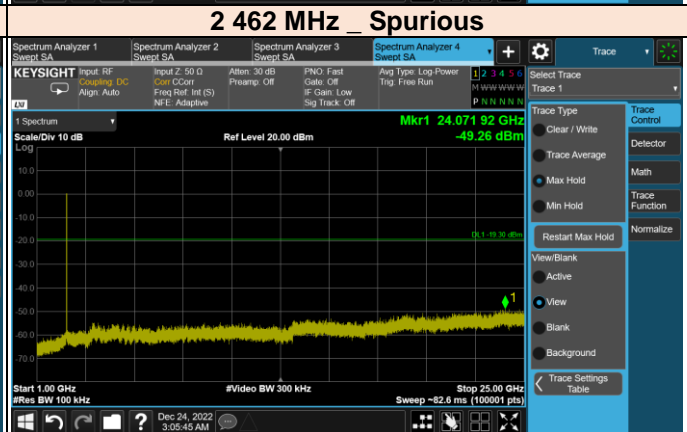 2 462 MHz _ Spurious
Spectrum Analyzer 1
Swept SA
Spectrum Analyzer 2
Swept SA
Spectrum Analyzer 3
Swept SA
Spectrum Analyzer 4
Swept SA
+
Trace
KEYSIGHT
Input: RF
Coupling: DC
Align: Auto
Input Z: 50 Ω
Corr CCorr
Freq Ref: Int (S)
NFE: Adaptive
Atten: 30 dB
Preamp: Off
PNO: Fast
Gate: Off
IF Gain: Low
Sig Track: Off
Avg Type: Log-Power
Trig: Free Run
1 2 3 4 5 6
M W W W W W
P N N N N N
Select Trace
Trace 1
LXI
1 Spectrum
Scale/Div 10 dB
Log
Ref Level 20.00 dBm
Mkr1 24.071 92 GHz
-49.26 dBm
10.0
0.00
-10.0
-20.0
-30.0
-40.0
-50.0
-60.0
-70.0
DL1 -19.30 dBm
1
Start 1.00 GHz
#Res BW 100 kHz
#Video BW 300 kHz
Stop 25.00 GHz
Sweep ~82.6 ms (100001 pts)
Trace Type
Clear / Write
Trace Average
Max Hold
Min Hold
Restart Max Hold
View/Blank
Active
View
Blank
Background
Trace Settings
Table
Trace
Control
Detector
Math
Trace
Function
Normalize
?
Dec 24, 2022
3:05:45 AM